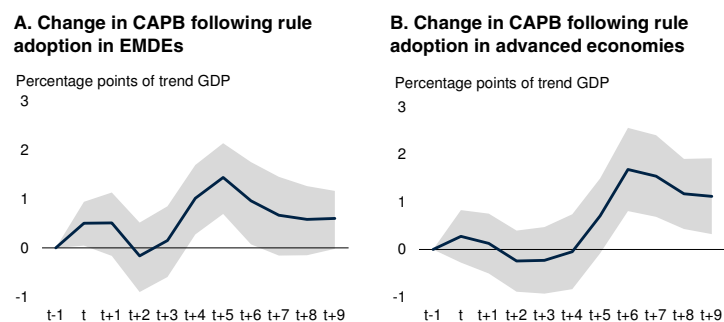 A. Change in CAPB following rule
adoption in EMDEs
Percentage points of trend GDP
3
2
1
0
-1
t-1 t t+1 t+2 t+3 t+4 t+5 t+6 t+7 t+8 t+9
B. Change in CAPB following rule
adoption in advanced economies
Percentage points of trend GDP
3
2
1
0
-1
t-1 t t+1 t+2 t+3 t+4 t+5 t+6 t+7 t+8 t+9